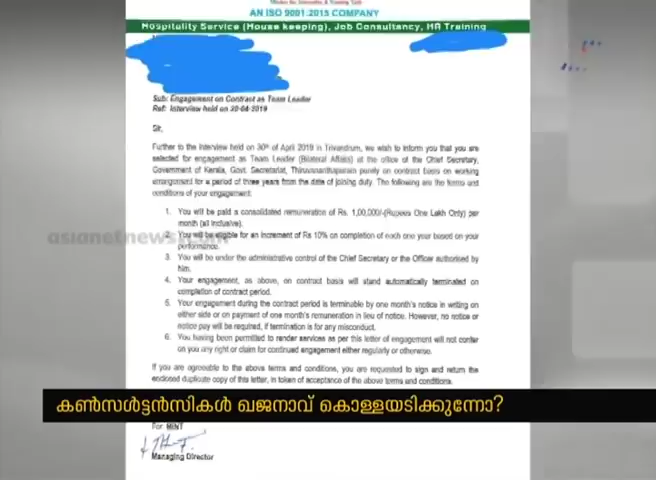 AN ISO 9001:2015 COMPANY
Hospitality Service (House keeping), Job Consultancy, HR Training
Sub: Engagement on Contract as Team Leader
Ref: Interview held on 20-04-2019
Sir,
Further to the interview held on 30th of April 2019 in Trivandrum, we wish to inform you that you are
selected for engagement as Team Leader (Bilateral Affairs) at the office of the Chief Secretary,
Government of Kerala, Govt. Secretariat, Thiruvananthapuram purely on contract basis on working
arrangement for a period of three years from the date of joining duty. The following are the terms and
conditions of your engagement:
1. You will be paid a consolidated remuneration of Rs. 1,00,000/-(Rupees One Lakh Only) per
month (all inclusive).
2. You will be eligible for an increment of Rs 10% on completion of each one year based on your
performance.
asianetnews.com
3. You will be under the administrative control of the Chief Secretary or the Officer authorised by
him.
4. Your engagement, as above, on contract basis will stand automatically terminated on
completion of contract period.
5. Your engagement during the contract period is terminable by one month's notice in writing on
either side or on payment of one month's remuneration in lieu of notice. However, no notice or
notice pay will be required, if termination is for any misconduct.
6. You having been permitted to render services as per this letter of engagement will not confer
on you any right or claim for continued engagement either regularly or otherwise.
If you are agreeable to the above terms and conditions, you are requested to sign and return the
enclosed duplicate copy of this letter, in token of acceptance of the above terms and conditions.
കൺസൾട്ടൻസികൾ ഖജനാവ് കൊള്ളയടിക്കുന്നോ?
For MINT
Managing Director